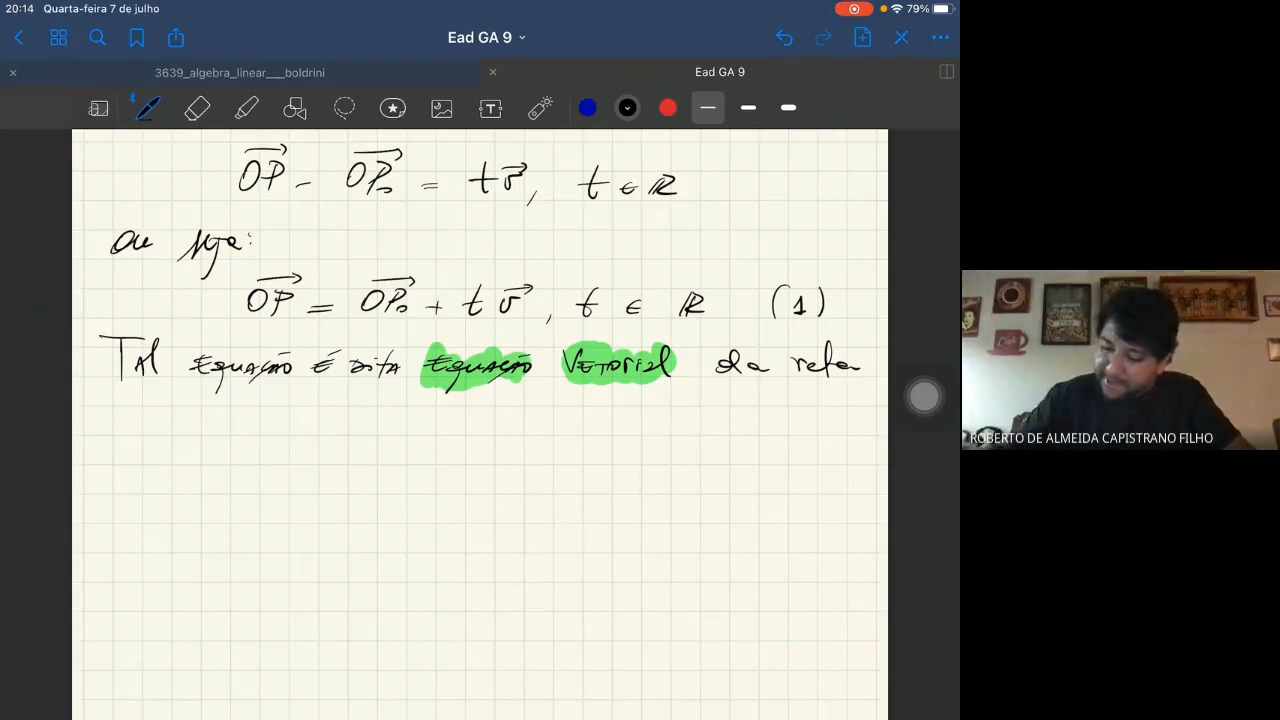 20:14 Quarta-feira 7 de julho
79%
Ead GA 9
3639_algebra_linear___boldrini
Ead GA 9
OP⃗ - OP₀⃗ = tv⃗, t ∈ ℝ
ou seja:
OP⃗ = OP₀⃗ + tv⃗, t ∈ ℝ (1)
TAL EQUAÇÃO É DITA EQUAÇÃO VETORIAL da reta
ROBERTO DE ALMEIDA CAPISTRANO FILHO